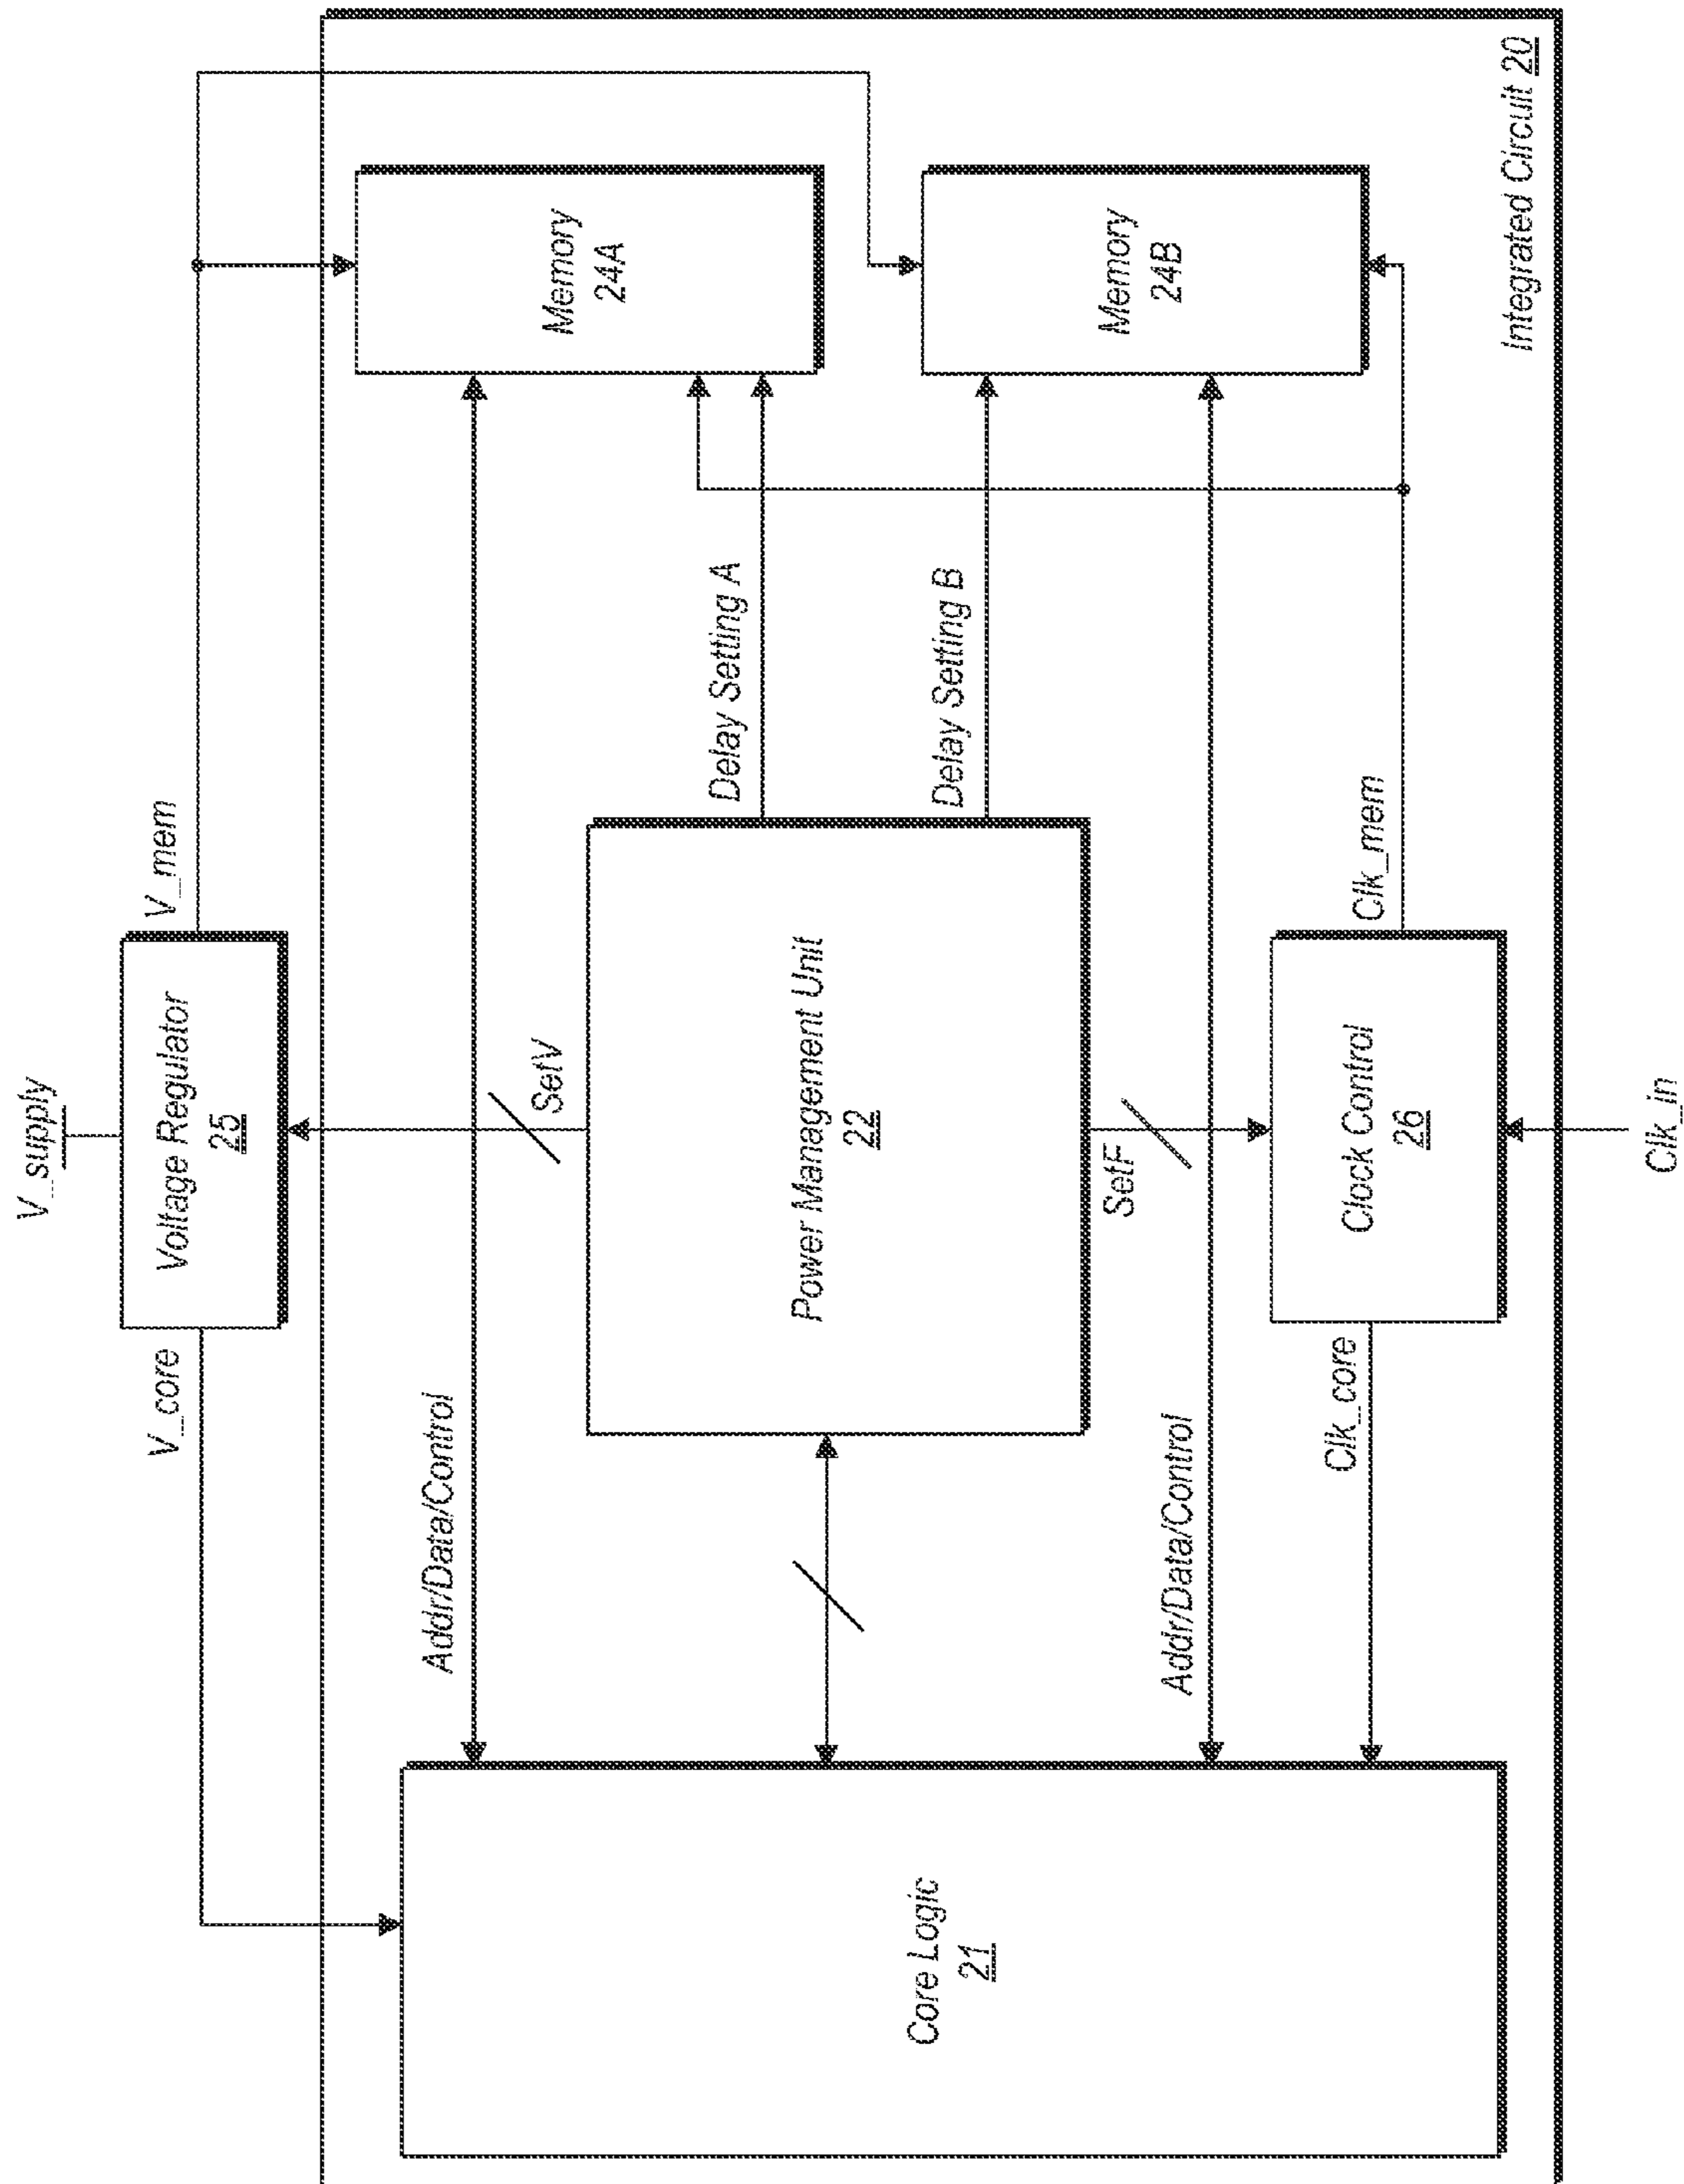 V_supply
Voltage Regulator
25
V_core
V_mem
Addr/Data/Control
SetV
Memory
24A
Delay Setting A
Core Logic
21
Power Management Unit
22
Delay Setting B
Memory
24B
SetF
Addr/Data/Control
Clk_core
Clock Control
26
Clk_mem
Integrated Circuit 20
Clk_in